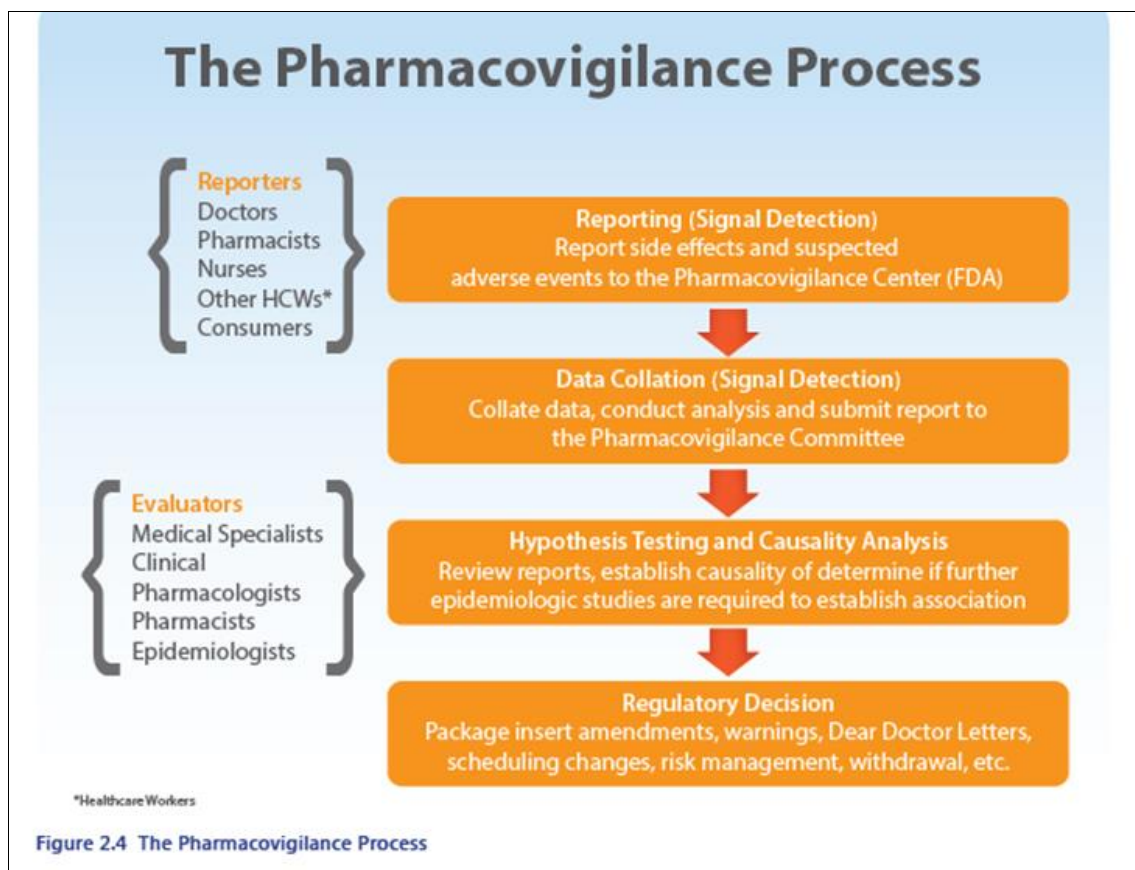 The Pharmacovigilance Process
Reporters
Doctors
Pharmacists
Nurses
Other HCWs*
Consumers
Reporting (Signal Detection)
Report side effects and suspected
adverse events to the Pharmacovigilance Center (FDA)
Data Collation (Signal Detection)
Collate data, conduct analysis and submit report to
the Pharmacovigilance Committee
Evaluators
Medical Specialists
Clinical
Pharmacologists
Pharmacists
Epidemiologists
Hypothesis Testing and Causality Analysis
Review reports, establish causality of determine if further
epidemiologic studies are required to establish association
Regulatory Decision
Package insert amendments, warnings, Dear Doctor Letters,
scheduling changes, risk management, withdrawal, etc.
*Healthcare Workers
Figure 2.4 The Pharmacovigilance Process